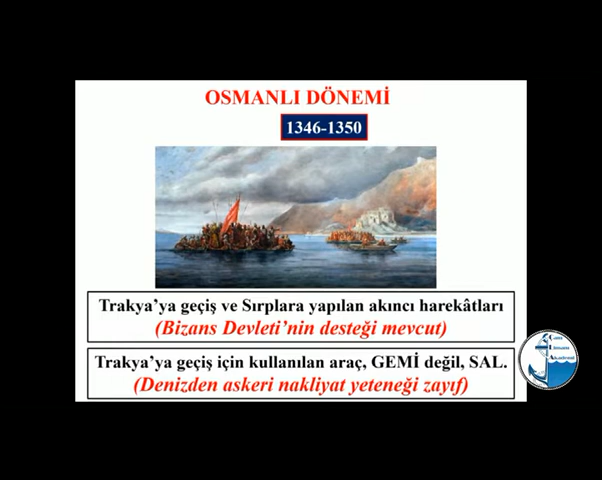 OSMANLI DÖNEMİ
1346-1350
Trakya’ya geçiş ve Sırplara yapılan akıncı harekâtları
(Bizans Devleti’nin desteği mevcut)
Trakya’ya geçiş için kullanılan araç, GEMİ değil, SAL.
(Denizden askeri nakliyat yeteneği zayıf)